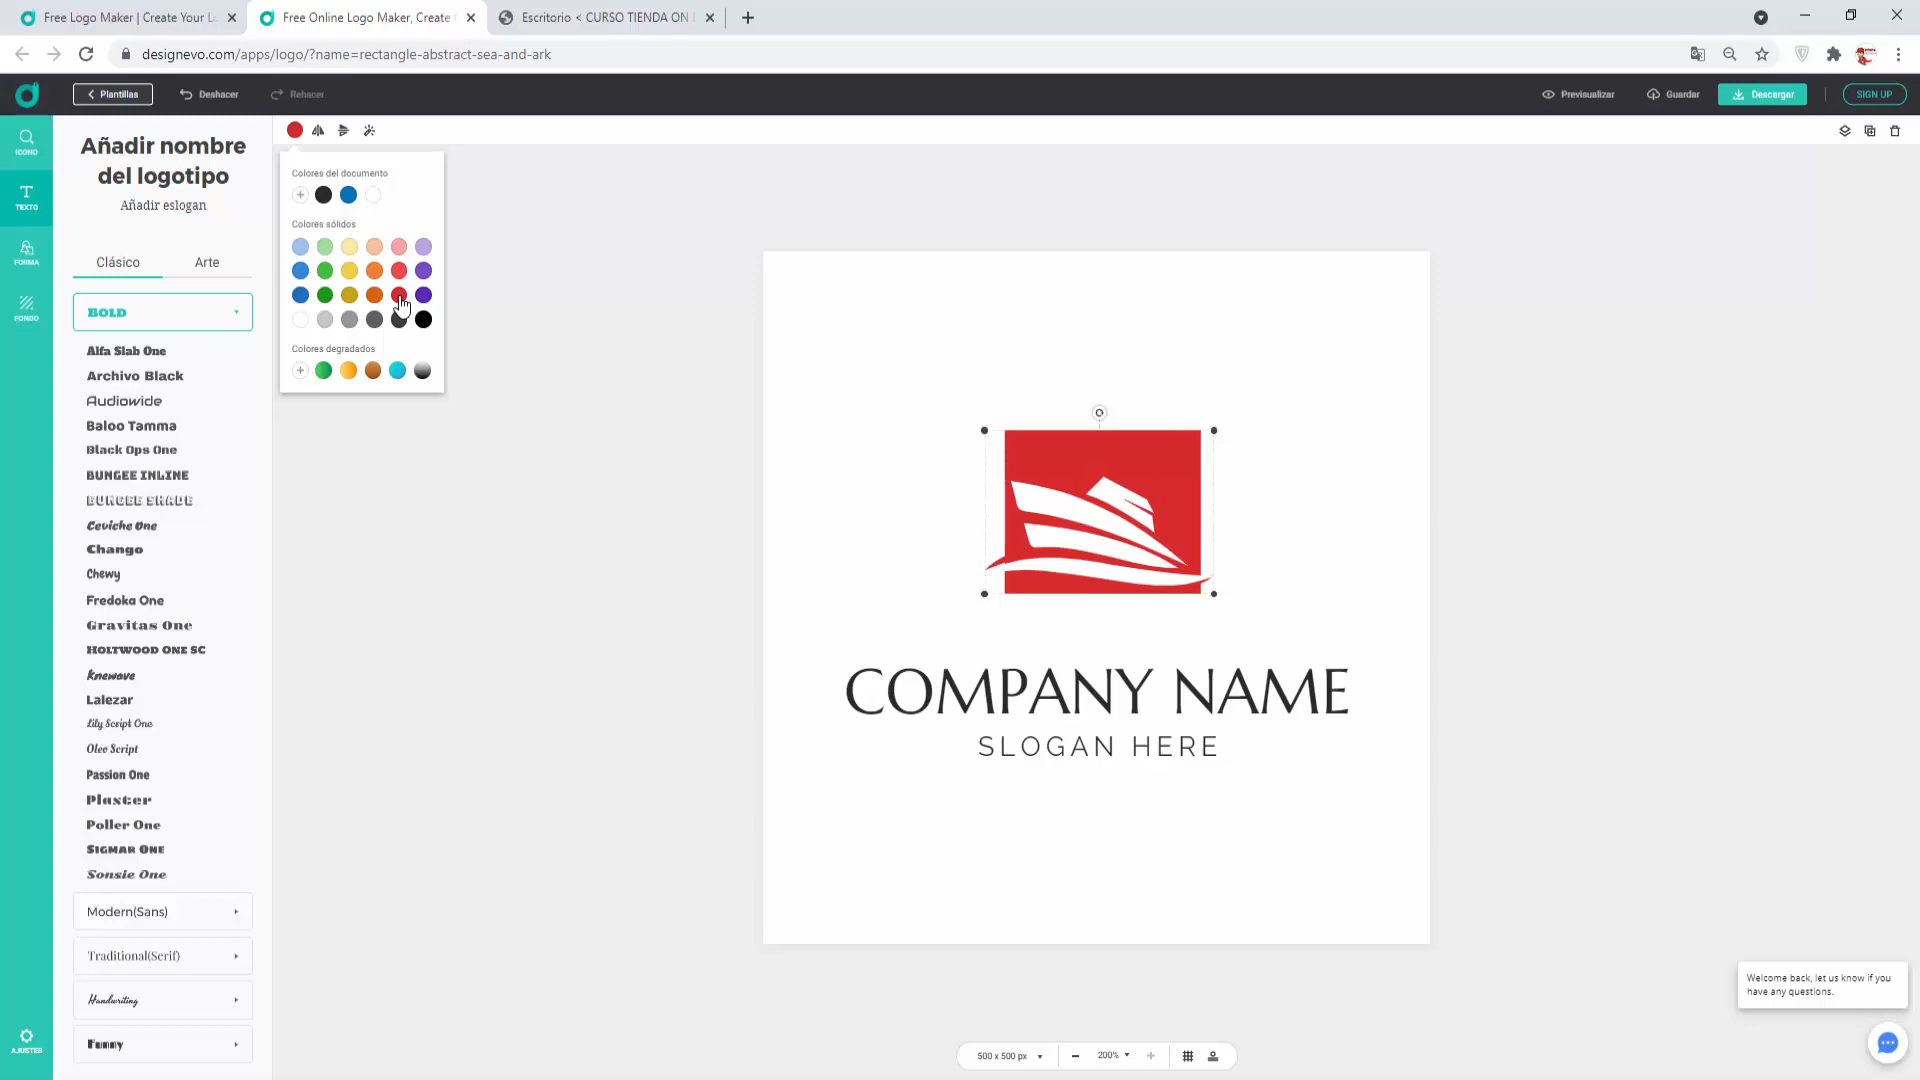 Free Logo Maker | Create Your Lo
Free Online Logo Maker, Create
Escritorio < CURSO TIENDA ON
designevo.com/apps/logo/?name=rectangle-abstract-sea-and-ark
Plantillas
Deshacer
Rehacer
Previsualizar
Guardar
Descargar
SIGN UP
ICONO
TEXTO
FORMA
FONDO
AJUSTES
Añadir nombre
del logotipo
Añadir eslogan
Clásico
Arte
BOLD
Alfa Slab One
Archivo Black
Audiowide
Baloo Tamma
Black Ops One
BUNGEE INLINE
BUNGEE SHADE
Ceviche One
Chango
Chewy
Fredoka One
Gravitas One
HOLTWOOD ONE SC
Knewave
Lalezar
Lily Script One
Oleo Script
Passion One
Plaster
Poller One
SIGMAR ONE
Sonsie One
Modern(Sans)
Traditional(Serif)
Handwriting
Funny
Colores del documento
Colores sólidos
Colores degradados
COMPANY NAME
SLOGAN HERE
Welcome back, let us know if you
have any questions.
500 x 500 px
200%